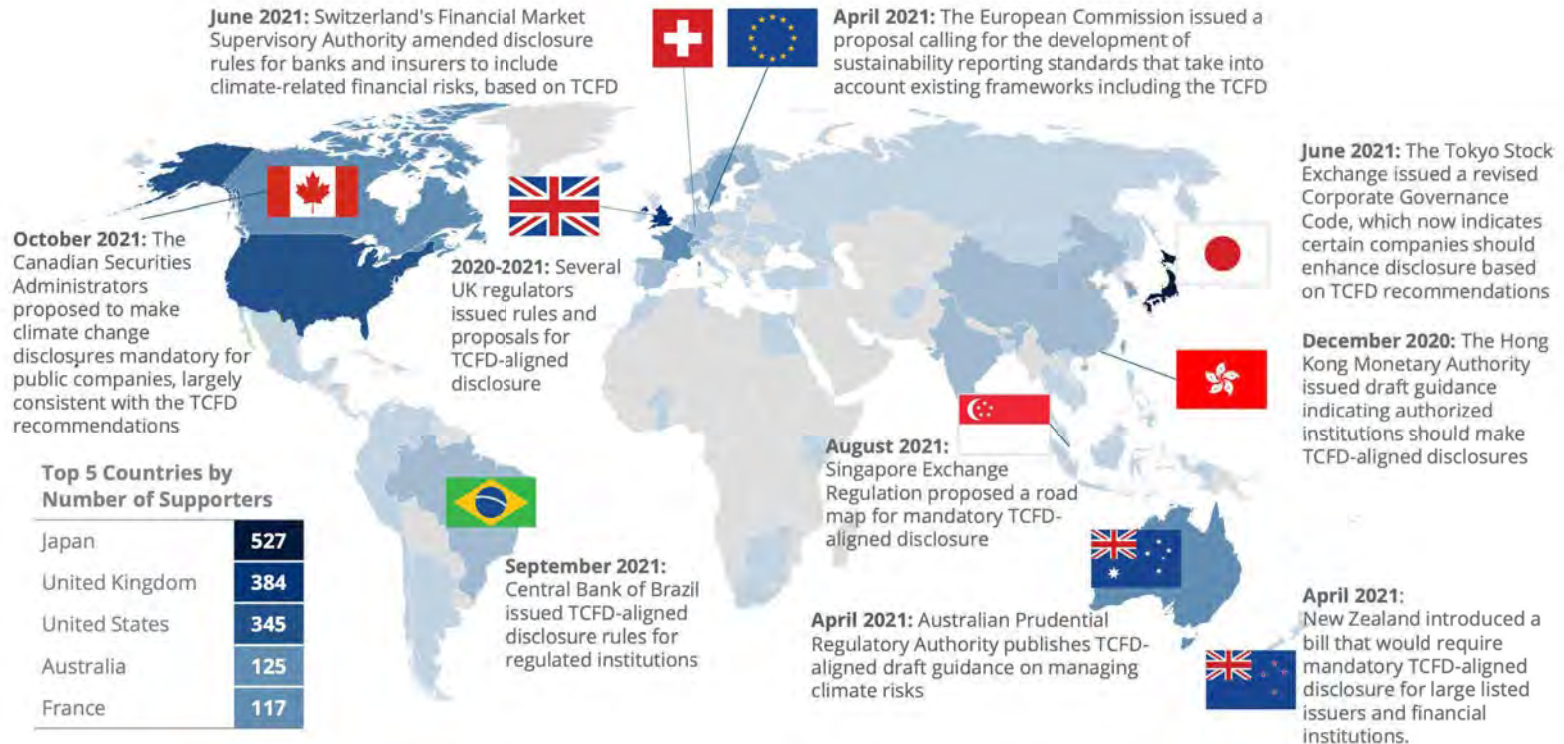 June 2021: Switzerland's Financial Market
Supervisory Authority amended disclosure
rules for banks and insurers to include
climate-related financial risks, based on TCFD
April 2021: The European Commission issued a
proposal calling for the development of
sustainability reporting standards that take into
account existing frameworks including the TCFD
June 2021: The Tokyo Stock
Exchange issued a revised
Corporate Governance
Code, which now indicates
certain companies should
enhance disclosure based
on TCFD recommendations
October 2021: The
Canadian Securities
Administrators
proposed to make
climate change
disclosures mandatory for
public companies, largely
consistent with the TCFD
recommendations
2020-2021: Several
UK regulators
issued rules and
proposals for
TCFD-aligned
disclosure
December 2020: The Hong
Kong Monetary Authority
issued draft guidance
indicating authorized
institutions should make
TCFD-aligned disclosures
August 2021:
Singapore Exchange
Regulation proposed a road
map for mandatory TCFD-
aligned disclosure
Top 5 Countries by
Number of Supporters
Japan 527
United Kingdom 384
United States 345
Australia 125
France 117
September 2021:
Central Bank of Brazil
issued TCFD-aligned
disclosure rules for
regulated institutions
April 2021: Australian Prudential
Regulatory Authority publishes TCFD-
aligned draft guidance on managing
climate risks
April 2021:
New Zealand introduced a
bill that would require
mandatory TCFD-aligned
disclosure for large listed
issuers and financial
institutions.